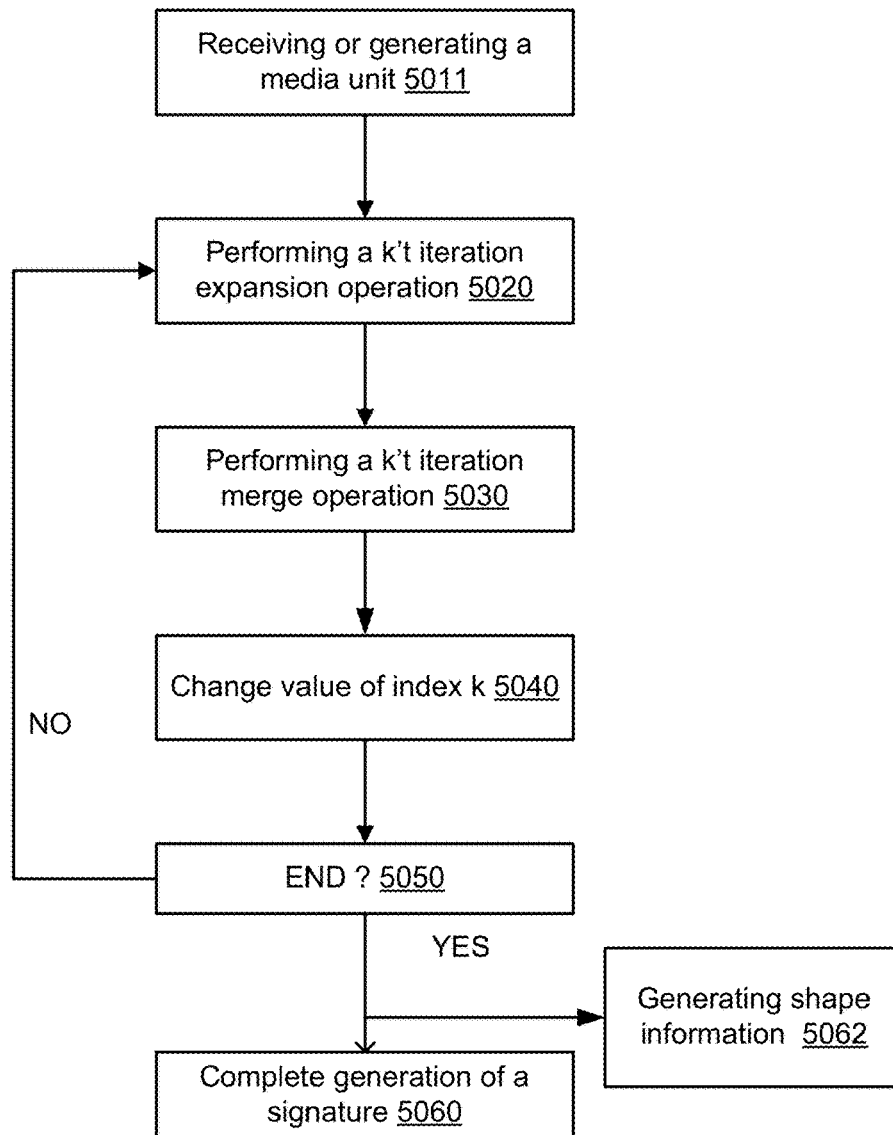 Receiving or generating a
media unit 5011
Performing a k't iteration
expansion operation 5020
Performing a k't iteration
merge operation 5030
Change value of index k 5040
NO
END ? 5050
YES
Generating shape
information 5062
Complete generation of a
signature 5060